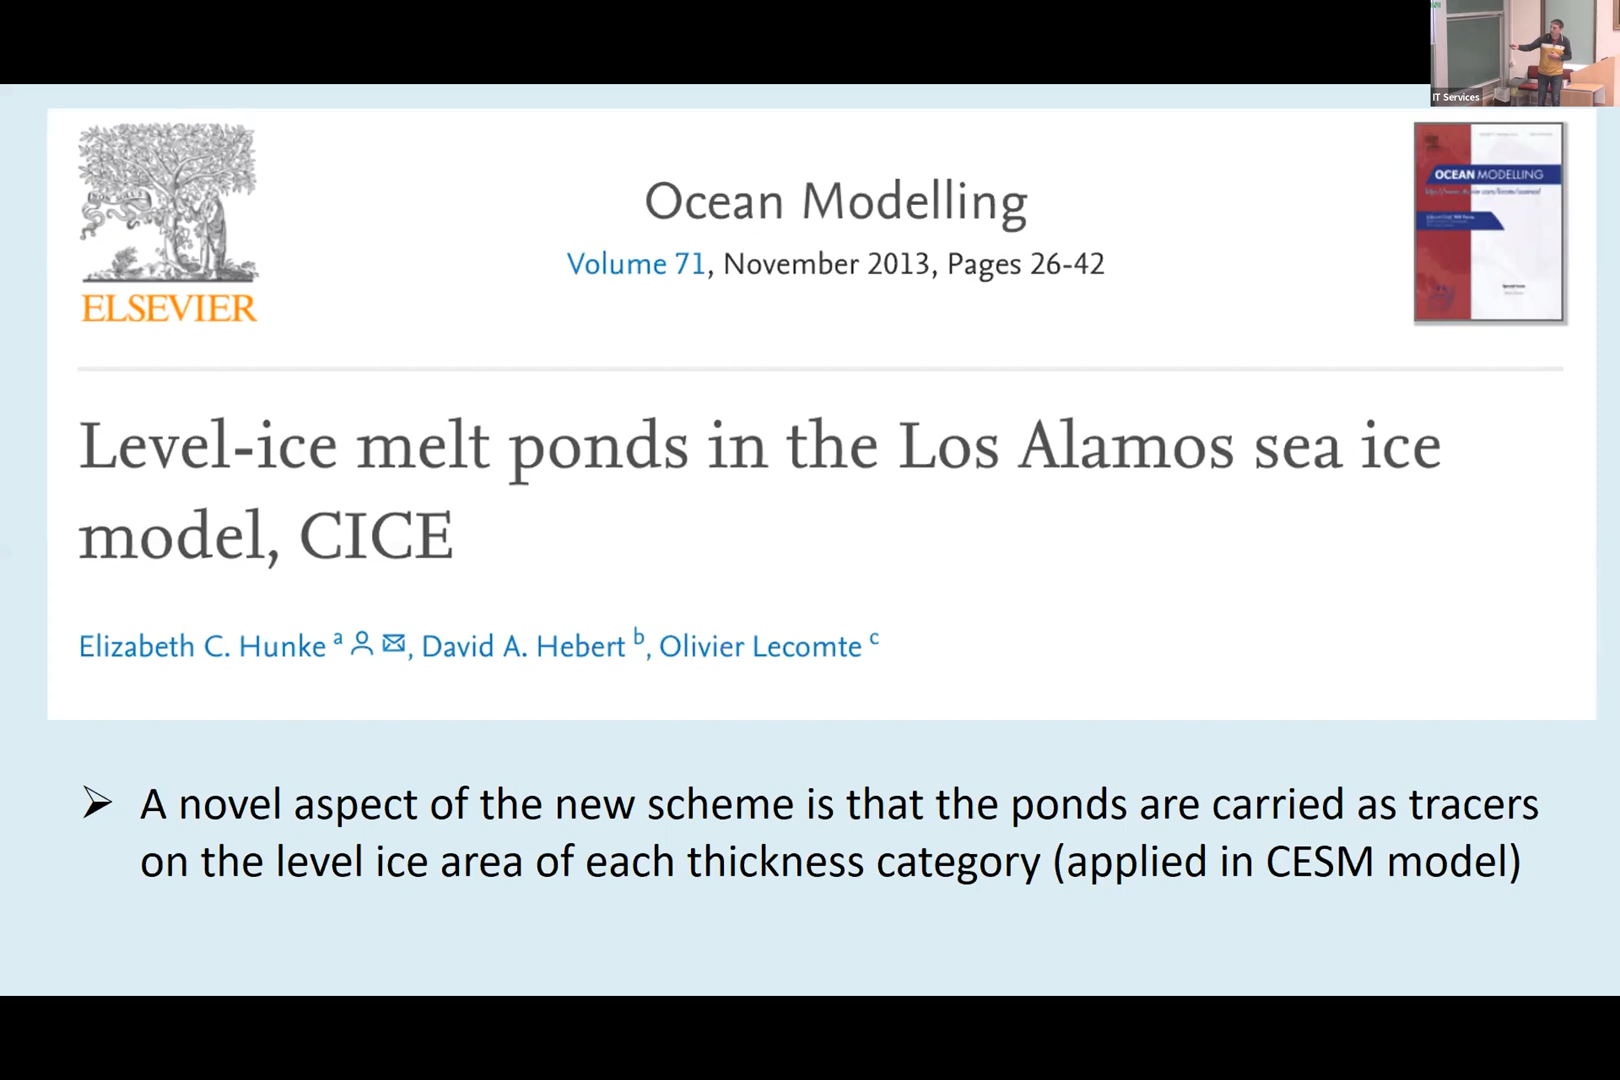 IT Services
ELSEVIER
Ocean Modelling
Volume 71, November 2013, Pages 26-42
OCEAN MODELLING
Level-ice melt ponds in the Los Alamos sea ice
model, CICE
Elizabeth C. Hunke a, David A. Hebert b, Olivier Lecomte c
➢ A novel aspect of the new scheme is that the ponds are carried as tracers
on the level ice area of each thickness category (applied in CESM model)